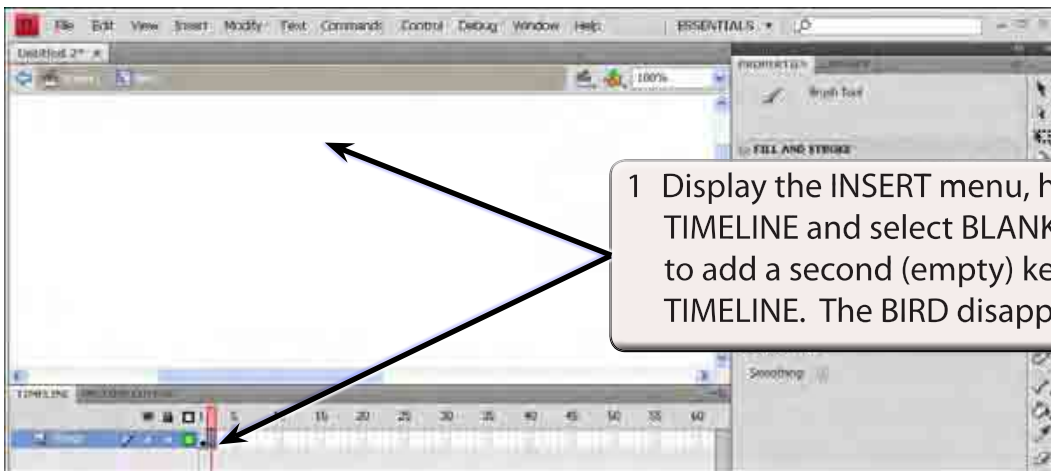 File Edit View Insert Modify Text Commands Control Debug Window Help ESSENTIALS
Untitled 2*
100%
PROPERTIES
Brush Tool
FILL AND STROKE
1 Display the INSERT menu, h
TIMELINE and select BLANK
to add a second (empty) ke
TIMELINE. The BIRD disapp
Smoothing
TIMELINE
5 15 20 25 30 35 40 45 50 55 60